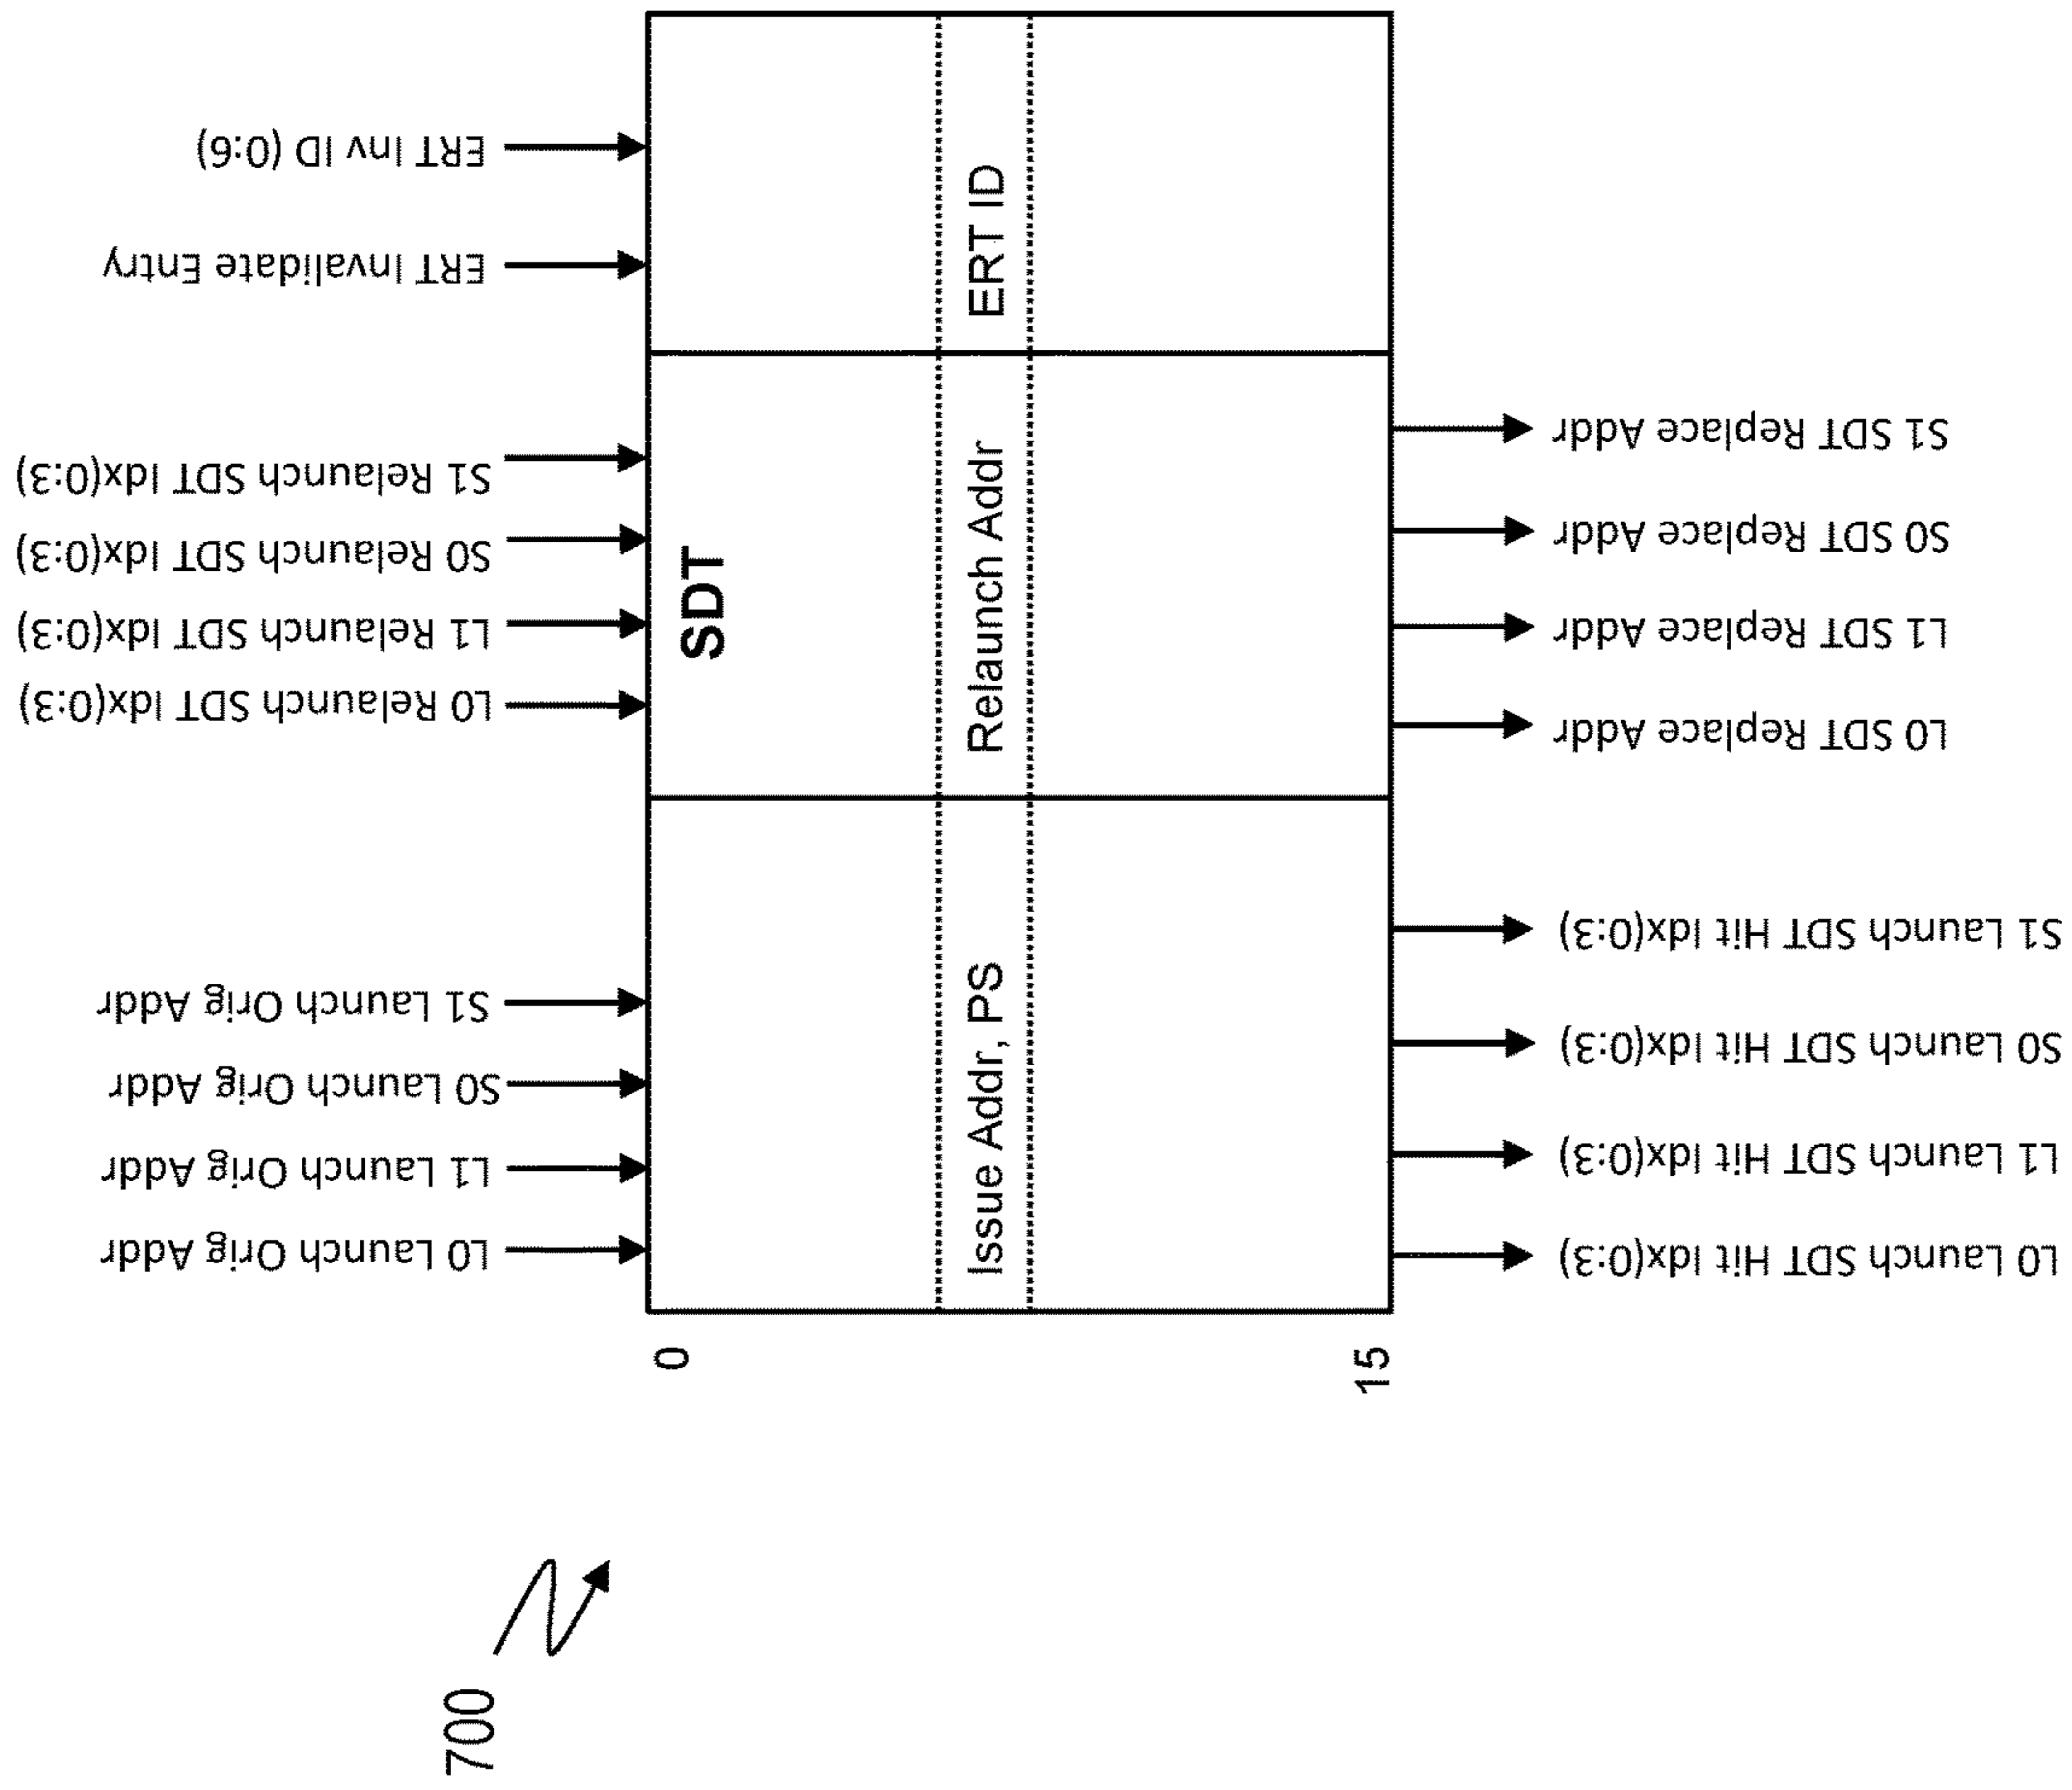 L0 Launch Orig Addr
L1 Launch Orig Addr
S0 Launch Orig Addr
S1 Launch Orig Addr
L0 Relaunch SDT Idx(0:3)
L1 Relaunch SDT Idx(0:3)
S0 Relaunch SDT Idx(0:3)
S1 Relaunch SDT Idx(0:3)
ERT Invalidate Entry
ERT Inv ID (0:6)
0
SDT
Issue Addr, PS
Relaunch Addr
ERT ID
15
L0 Launch SDT Hit Idx(0:3)
L1 Launch SDT Hit Idx(0:3)
S0 Launch SDT Hit Idx(0:3)
S1 Launch SDT Hit Idx(0:3)
L0 SDT Replace Addr
L1 SDT Replace Addr
S0 SDT Replace Addr
S1 SDT Replace Addr
700